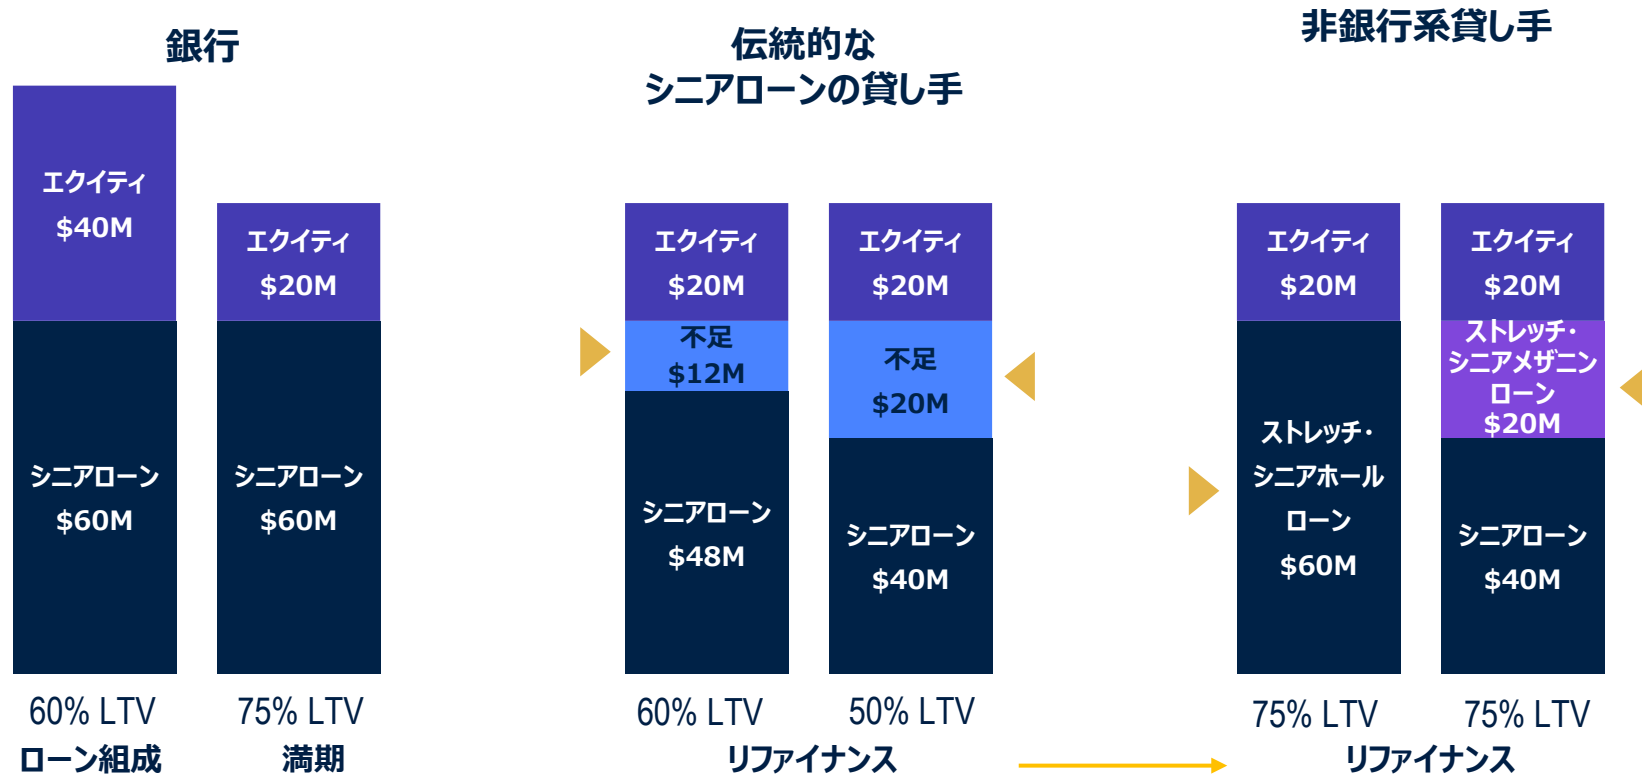 銀行
エクイティ
$40M
シニアローン
$60M
60% LTV
ローン組成
エクイティ
$20M
シニアローン
$60M
75% LTV
満期
伝統的な
シニアローンの貸し手
エクイティ
$20M
不足
$12M
シニアローン
$48M
60% LTV
エクイティ
$20M
不足
$20M
シニアローン
$40M
50% LTV
リファイナンス
非銀行系貸し手
エクイティ
$20M
ストレッチ・
シニアホール
ローン
$60M
75% LTV
エクイティ
$20M
ストレッチ・
シニアメザニン
ローン
$20M
シニアローン
$40M
75% LTV
リファイナンス